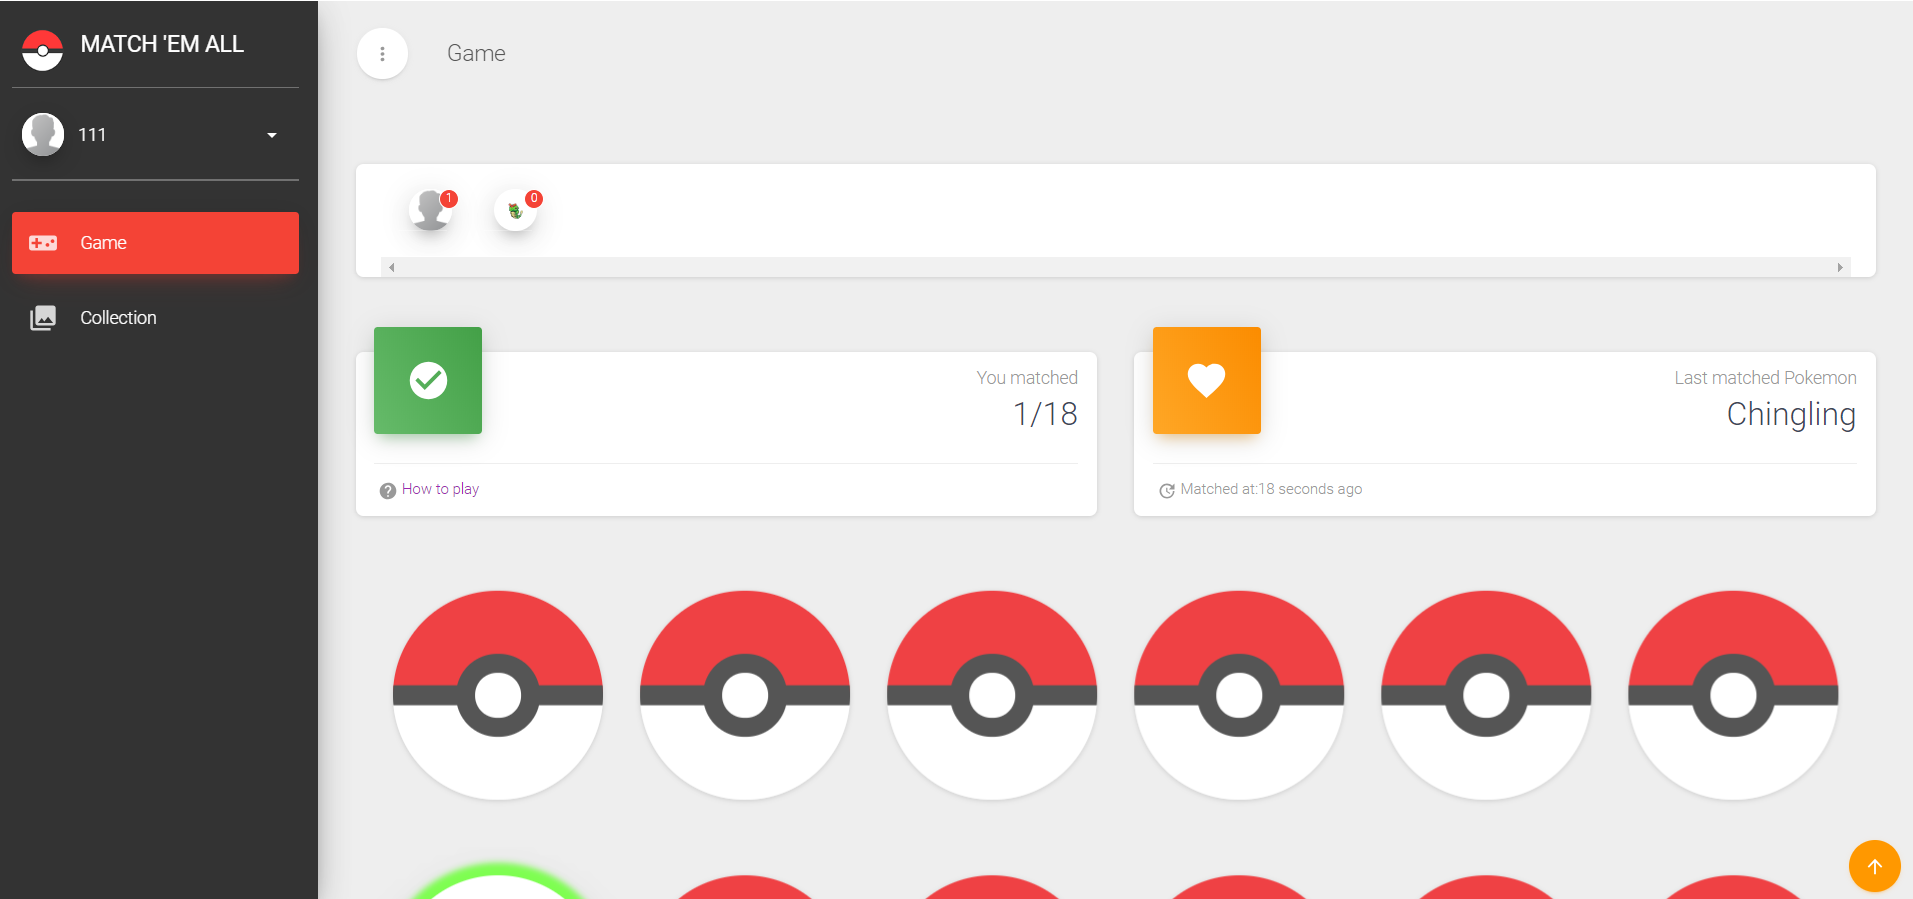 MATCH 'EM ALL
111
Game
Collection
Game
1
0
You matched
1/18
How to play
Last matched Pokemon
Chingling
Matched at:18 seconds ago